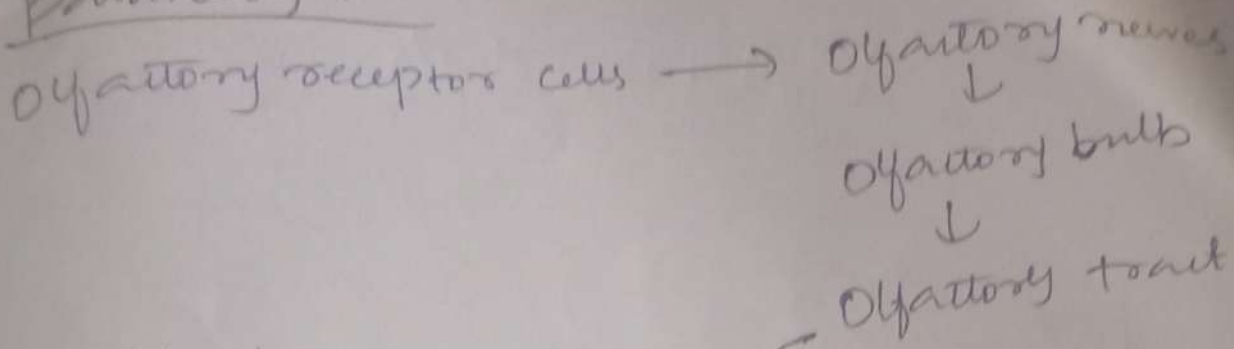 Olfactory receptor cells → Olfactory nerves
↓
Olfactory bulb
↓
Olfactory tract